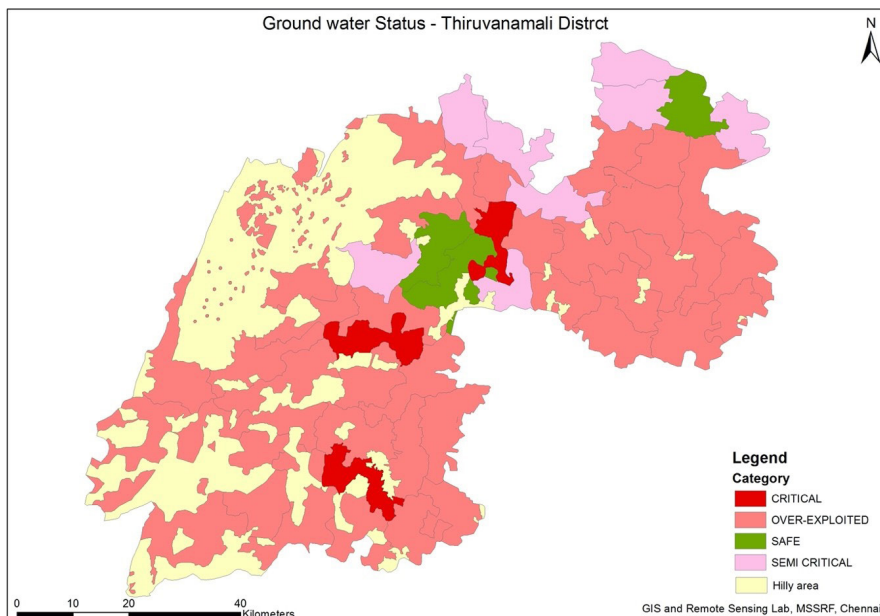 Ground water Status - Thiruvanamali Distrct
N
Legend
Category
CRITICAL
OVER-EXPLOITED
SAFE
SEMI CRITICAL
Hilly area
0 10 20 40
Kilometers
GIS and Remote Sensing Lab, MSSRF, Chennai